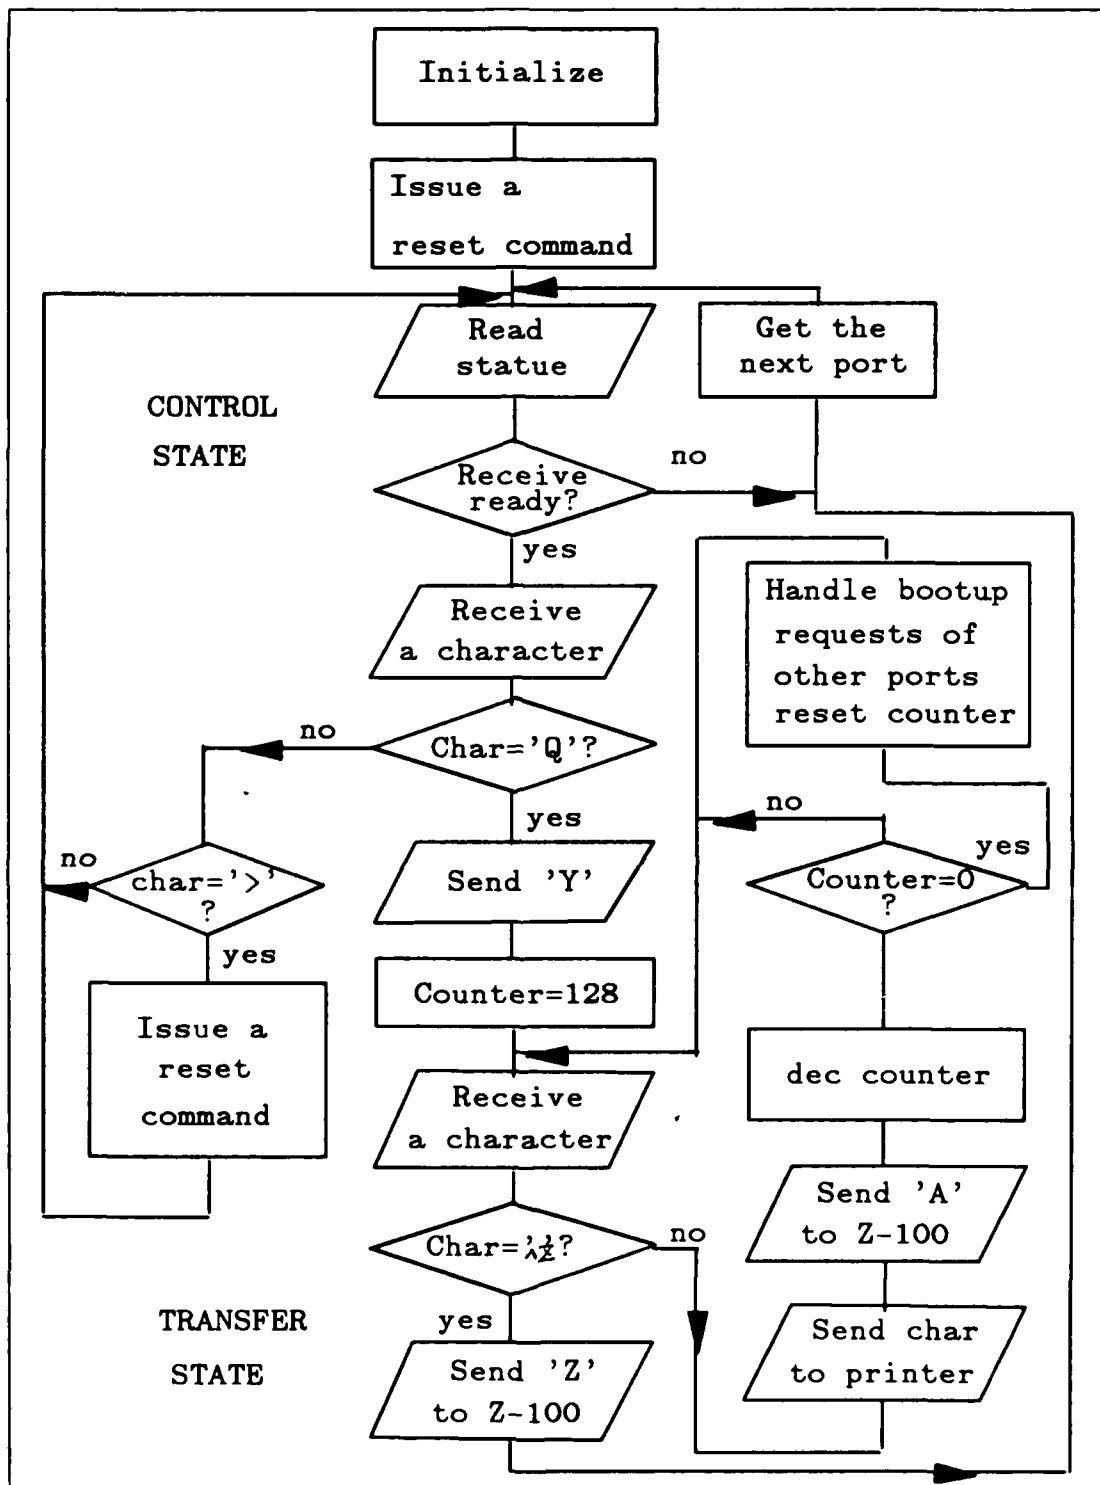 Initialize
Issue a
reset command
Read
statue
Get the
next port
CONTROL
STATE
Receive
ready?
no
yes
Receive
a character
Handle bootup
requests of
other ports
reset counter
Char='Q'?
no
yes
no
yes
char='>'
?
no
yes
Send 'Y'
Counter=0
?
Counter=128
Issue a
reset
command
dec counter
Receive
a character
Send 'A'
to Z-100
Char=
no
yes
TRANSFER
STATE
Send char
to printer
Send 'Z'
to Z-100